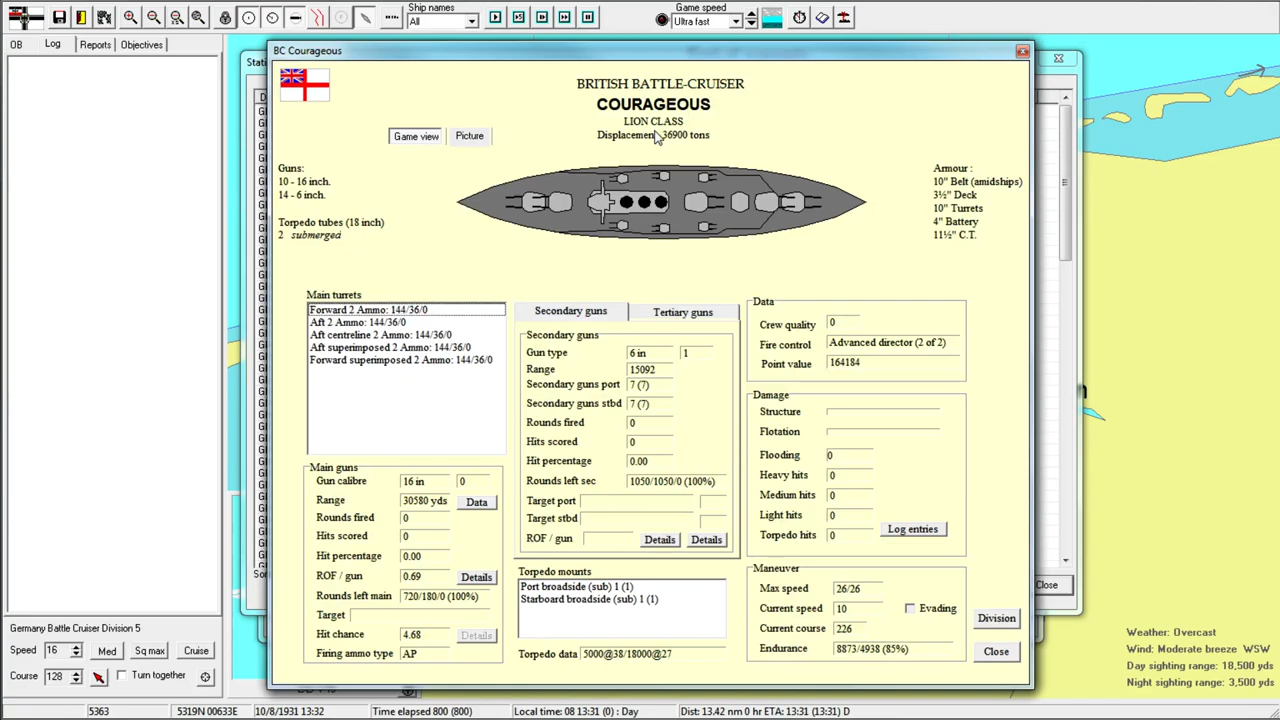 Ship names
All
Game speed
Ultra fast
OB
Log
Reports
Objectives
Stati
BC Courageous
BRITISH BATTLE-CRUISER
COURAGEOUS
LION CLASS
Displacemen 36900 tons
Game view
Picture
Guns:
10 - 16 inch.
14 - 6 inch.
Torpedo tubes (18 inch)
2 submerged
Armour :
10" Belt (amidships)
3½" Deck
10" Turrets
4" Battery
11½" C.T.
Main turrets
Forward 2 Ammo: 144/36/0
Aft 2 Ammo: 144/36/0
Aft centreline 2 Ammo: 144/36/0
Aft superimposed 2 Ammo: 144/36/0
Forward superimposed 2 Ammo: 144/36/0
Main guns
Gun calibre 16 in 0
Range 30580 yds Data
Rounds fired 0
Hits scored 0
Hit percentage 0.00
ROF / gun 0.69 Details
Rounds left main 720/180/0 (100%)
Target
Hit chance 4.68 Details
Firing ammo type AP
Secondary guns
Tertiary guns
Secondary guns
Gun type 6 in 1
Range 15092
Secondary guns port 7 (7)
Secondary guns stbd 7 (7)
Rounds fired 0
Hits scored 0
Hit percentage 0.00
Rounds left sec 1050/1050/0 (100%)
Target port
Target stbd
ROF / gun Details Details
Torpedo mounts
Port broadside (sub) 1 (1)
Starboard broadside (sub) 1 (1)
Torpedo data 5000@38/18000@27
Data
Crew quality 0
Fire control Advanced director (2 of 2)
Point value 164184
Damage
Structure
Flotation
Flooding 0
Heavy hits 0
Medium hits 0
Light hits 0
Torpedo hits 0
Log entries
Maneuver
Max speed 26/26
Current speed 10 Evading
Current course 226
Endurance 8873/4938 (85%)
Division
Close
Close
Germany Battle Cruiser Division 5
Speed 16 Med Sq max Cruise
Course 128 Turn together
Weather: Overcast
Wind: Moderate breeze WSW
Day sighting range: 18,500 yds
Night sighting range: 3,500 yds
5363
5319N 00633E
10/8/1931 13:32
Time elapsed 800 (800)
Local time: 08 13:31 () : Day
Dist: 13.42 nm 0 hr ETA: 13:31 (13:31) D